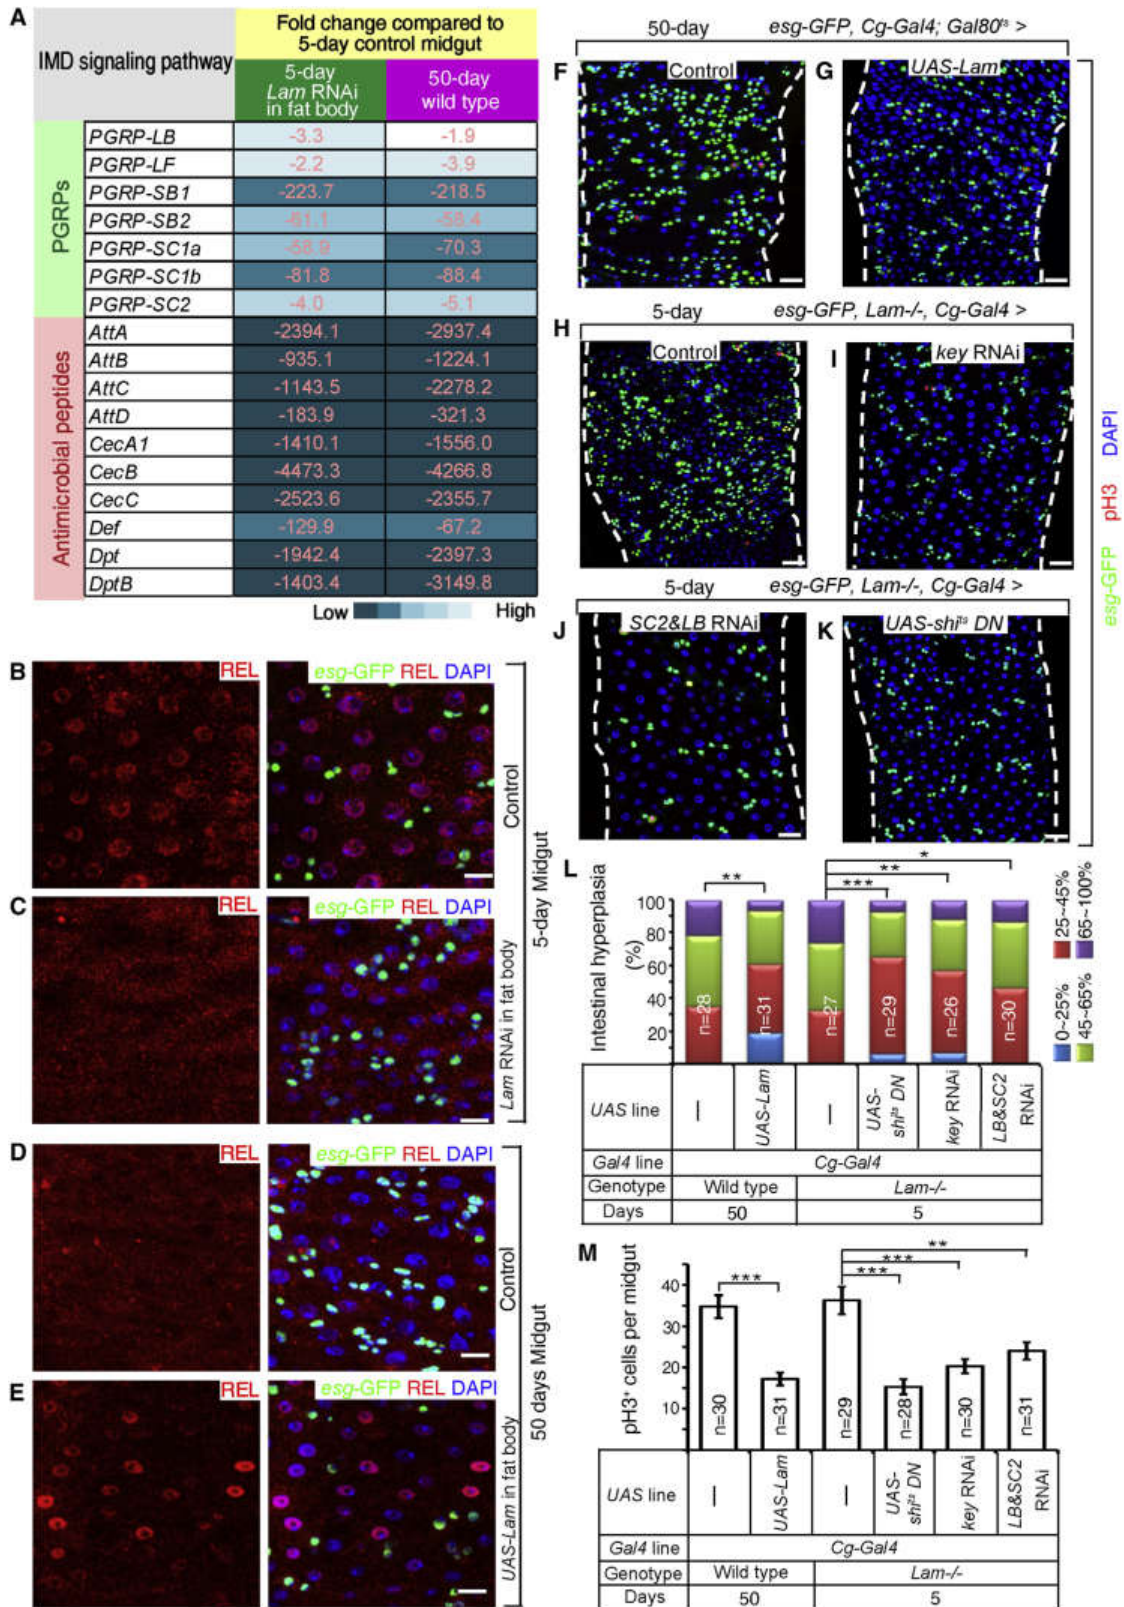 A
IMD signaling pathway
Fold change compared to
5-day control midgut
5-day
Lam RNAi
in fat body
50-day
wild type
PGRPs
PGRP-LB -3.3 -1.9
PGRP-LF -2.2 -3.9
PGRP-SB1 -223.7 -218.5
PGRP-SB2 -61.1 -58.4
PGRP-SC1a -58.9 -70.3
PGRP-SC1b -81.8 -88.4
PGRP-SC2 -4.0 -5.1
Antimicrobial peptides
AttA -2394.1 -2937.4
AttB -935.1 -1224.1
AttC -1143.5 -2278.2
AttD -183.9 -321.3
CecA1 -1410.1 -1556.0
CecB -4473.3 -4266.8
CecC -2523.6 -2355.7
Def -129.9 -67.2
Dpt -1942.4 -2397.3
DptB -1403.4 -3149.8
Low High
B
REL
esg-GFP REL DAPI
Control
C
REL
esg-GFP REL DAPI
Lam RNAi in fat body
5-day Midgut
D
REL
esg-GFP REL DAPI
Control
E
REL
esg-GFP REL DAPI
UAS-Lam in fat body
50 days Midgut
50-day esg-GFP, Cg-Gal4; Gal80ts >
F
Control
G
UAS-Lam
5-day esg-GFP, Lam-/-, Cg-Gal4 >
H
Control
I
key RNAi
5-day esg-GFP, Lam-/-, Cg-Gal4 >
J
SC2&LB RNAi
K
UAS-shits DN
esg-GFP pH3 DAPI
L
Intestinal hyperplasia
(%)
100
80
60
40
20
**
*
**
***
n=28
n=31
n=27
n=29
n=26
n=30
0~25%
25~45%
45~65%
65~100%
UAS line
—
UAS-Lam
—
UAS-
shits DN
key RNAi
LB&SC2
RNAi
Gal4 line Cg-Gal4
Genotype Wild type Lam-/-
Days 50 5
M
pH3+ cells per midgut
40
30
20
10
***
**
***
***
n=30
n=31
n=29
n=28
n=30
n=31
UAS line
—
UAS-Lam
—
UAS-
shits DN
key RNAi
LB&SC2
RNAi
Gal4 line Cg-Gal4
Genotype Wild type Lam-/-
Days 50 5